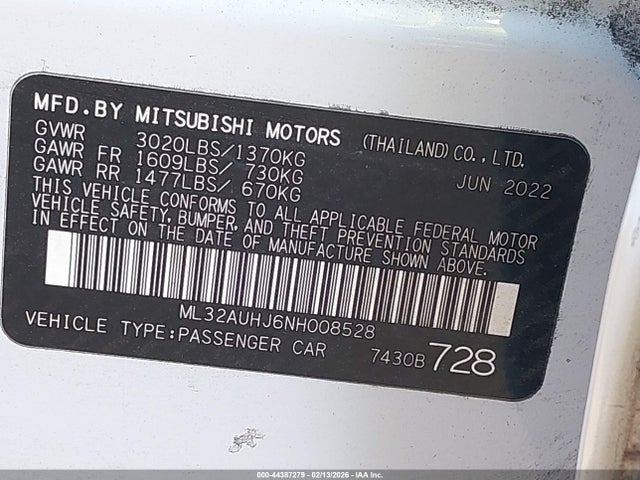 MFD.BY MITSUBISHI MOTORS (THAILAND) CO., LTD.
GVWR 3020LBS/1370KG JUN 2022
GAWR FR 1609LBS/ 730KG
GAWR RR 1477LBS/ 670KG
THIS VEHICLE CONFORMS TO ALL APPLICABLE FEDERAL MOTOR
VEHICLE SAFETY, BUMPER, AND THEFT PREVENTION STANDARDS
IN EFFECT ON THE DATE OF MANUFACTURE SHOWN ABOVE.
ML32AUHJ6NH008528
VEHICLE TYPE:PASSENGER CAR 7430B 728
000-44387279 - 02/13/2026 - IAA Inc.